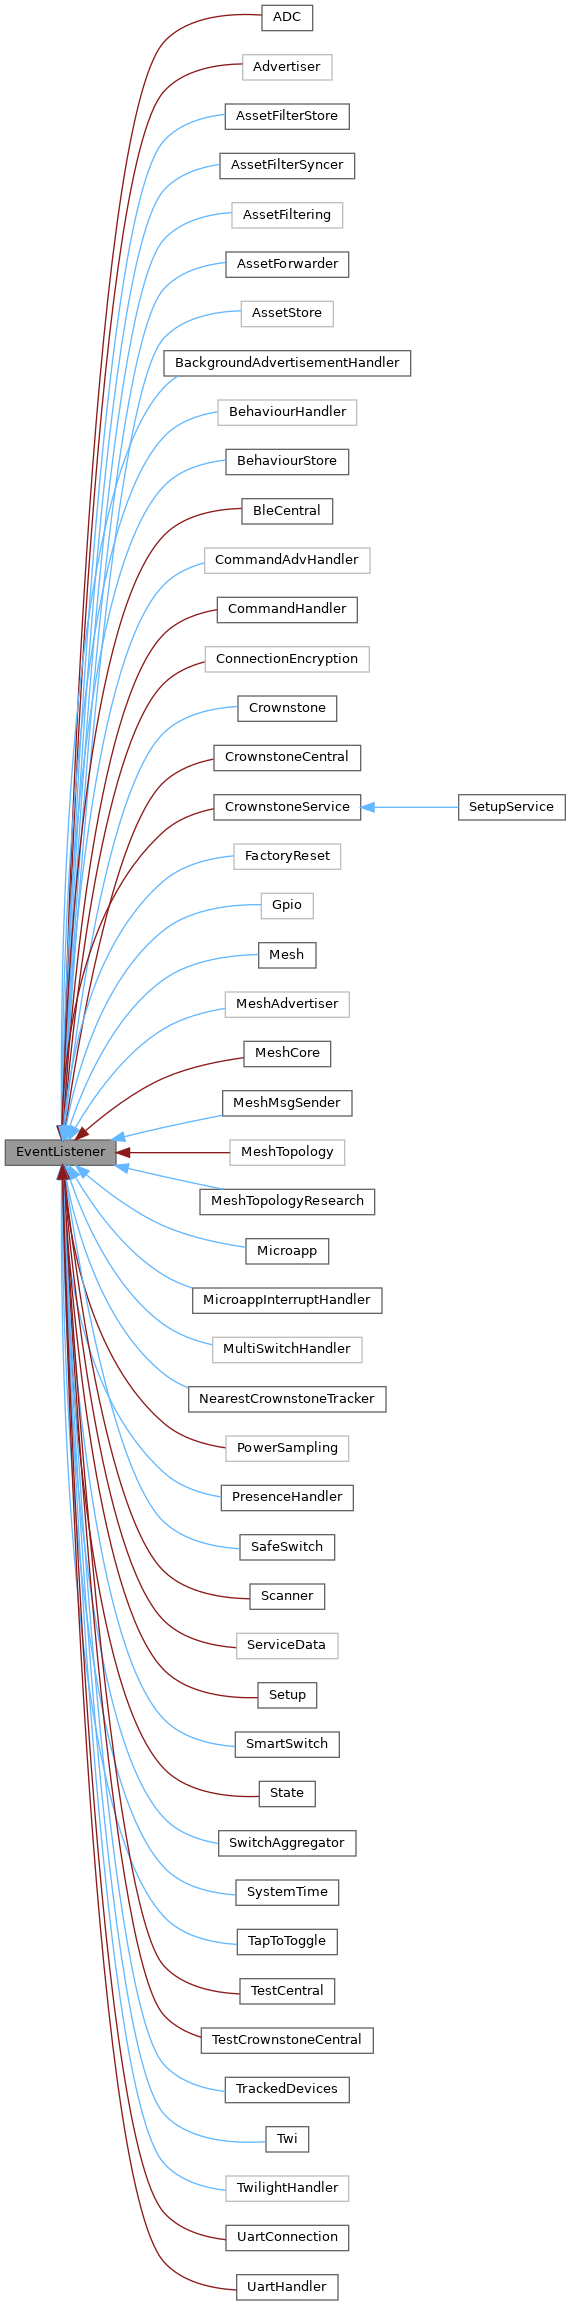 ADC
Advertiser
AssetFilterStore
AssetFilterSyncer
AssetFiltering
AssetForwarder
AssetStore
BackgroundAdvertisementHandler
BehaviourHandler
BehaviourStore
BleCentral
CommandAdvHandler
CommandHandler
ConnectionEncryption
Crownstone
CrownstoneCentral
CrownstoneService
SetupService
FactoryReset
Gpio
Mesh
MeshAdvertiser
MeshCore
MeshMsgSender
EventListener
MeshTopology
MeshTopologyResearch
Microapp
MicroappInterruptHandler
MultiSwitchHandler
NearestCrownstoneTracker
PowerSampling
PresenceHandler
SafeSwitch
Scanner
ServiceData
Setup
SmartSwitch
State
SwitchAggregator
SystemTime
TapToToggle
TestCentral
TestCrownstoneCentral
TrackedDevices
Twi
TwilightHandler
UartConnection
UartHandler